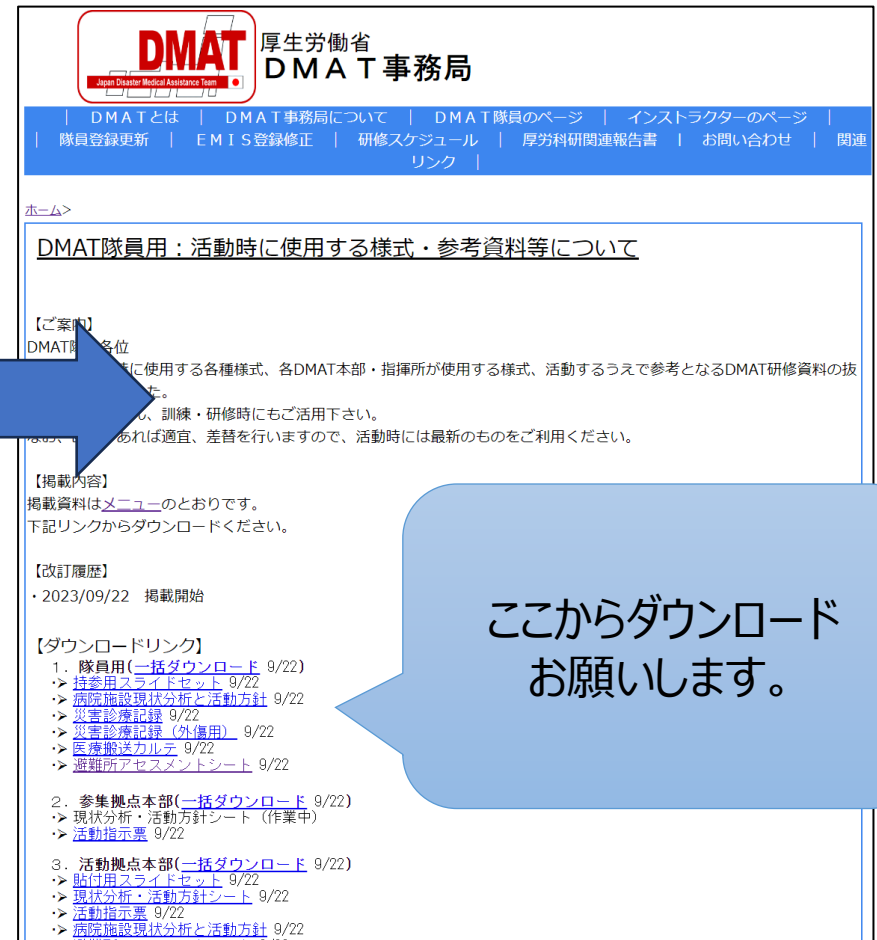 DMAT
Japan Disaster Medical Assistance Team
厚生労働省
ＤＭＡＴ事務局
｜ ＤＭＡＴとは ｜ ＤＭＡＴ事務局について ｜ ＤＭＡＴ隊員のページ ｜ インストラクターのページ ｜
｜ 隊員登録更新 ｜ ＥＭＩＳ登録修正 ｜ 研修スケジュール ｜ 厚労科研関連報告書 ｜ お問い合わせ ｜ 関連
リンク ｜
ホーム>
DMAT隊員用：活動時に使用する様式・参考資料等について
【ご案内】
DMAT隊 各位
に使用する各種様式、各DMAT本部・指揮所が使用する様式、活動するうえで参考となるDMAT研修資料の抜
た。
、訓練・研修時にもご活用下さい。
あれば適宜、差替を行いますので、活動時には最新のものをご利用ください。
【掲載内容】
掲載資料はメニューのとおりです。
下記リンクからダウンロードください。
【改訂履歴】
・2023/09/22 掲載開始
【ダウンロードリンク】
１．隊員用(一括ダウンロード 9/22)
・➢ 持参用スライドセット 9/22
・➢ 病院施設現状分析と活動方針 9/22
・➢ 災害診療記録 9/22
・➢ 災害診療記録（外傷用） 9/22
・➢ 医療搬送カルテ 9/22
・➢ 避難所アセスメントシート 9/22
２．参集拠点本部(一括ダウンロード 9/22)
・➢ 現状分析・活動方針シート（作業中）
・➢ 活動指示票 9/22
３．活動拠点本部(一括ダウンロード 9/22)
・➢ 貼付用スライドセット 9/22
・➢ 現状分析・活動方針シート 9/22
・➢ 活動指示票 9/22
・➢ 病院施設現状分析と活動方針 9/22
ここからダウンロード
お願いします。